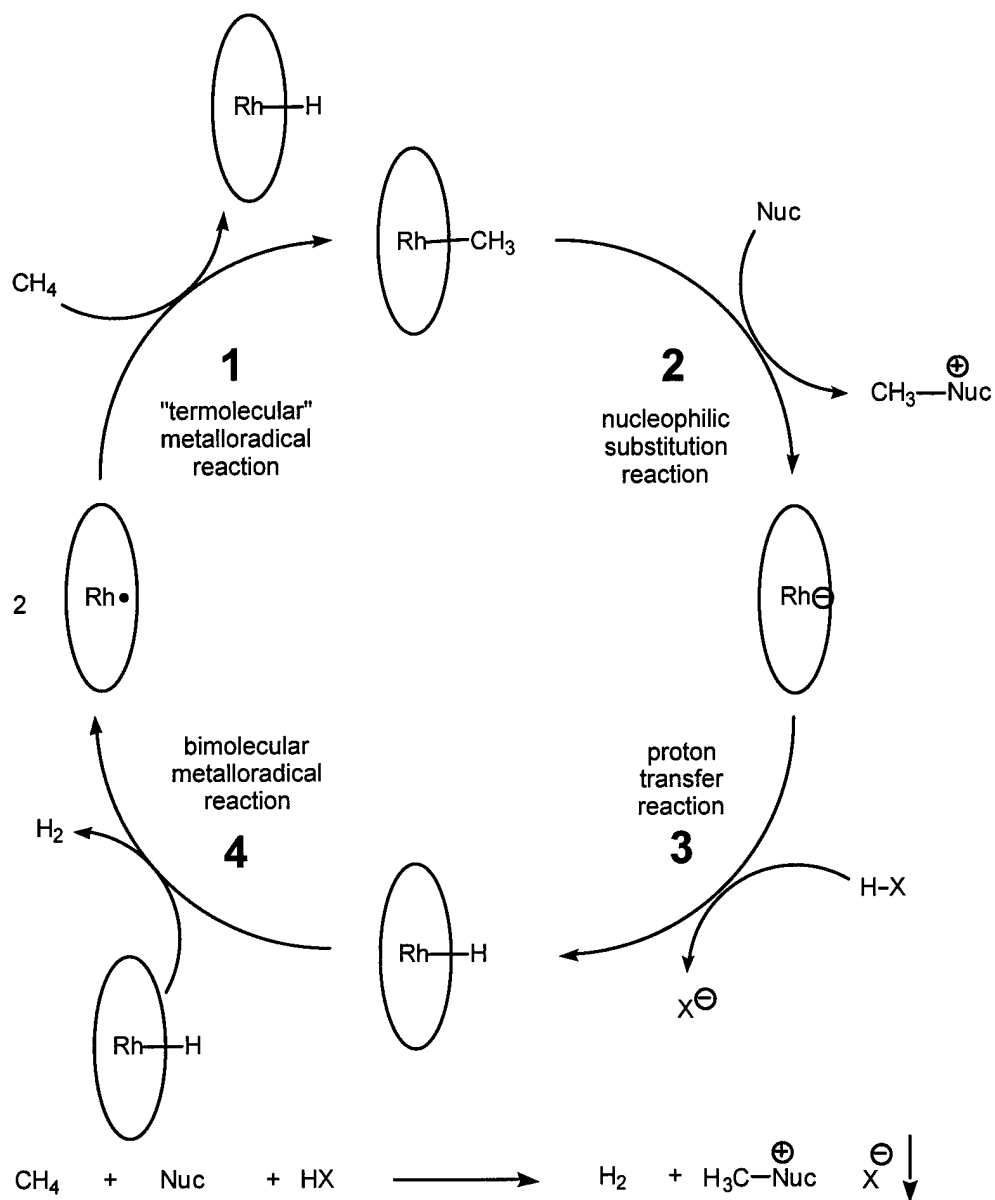 Rh—H
Rh—CH₃
Nuc
CH₄
1
"termolecular"
metalloradical
reaction
2
nucleophilic
substitution
reaction
CH₃—Nuc⊕
2 Rh•
Rh⊖
bimolecular
metalloradical
reaction
4
H₂
proton
transfer
reaction
3
H–X
Rh—H
X⊖
Rh—H
CH₄ + Nuc + HX ⟶ H₂ + H₃C—Nuc⊕ X⊖ ↓